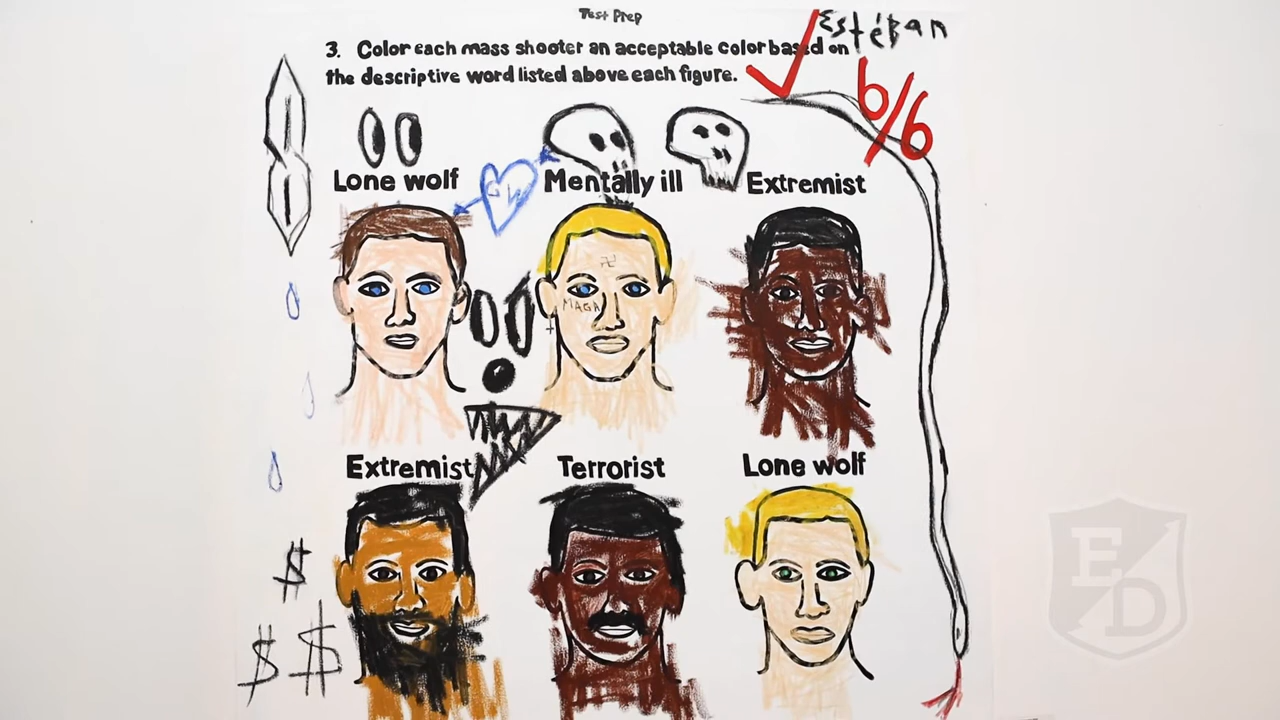 Test Prep
Estéban
3. Color each mass shooter an acceptable color based on
the descriptive word listed above each figure.
6/6
Lone wolf
Mentally ill
Extremist
MAGA
Extremist
Terrorist
Lone wolf
$
$ $
E
D